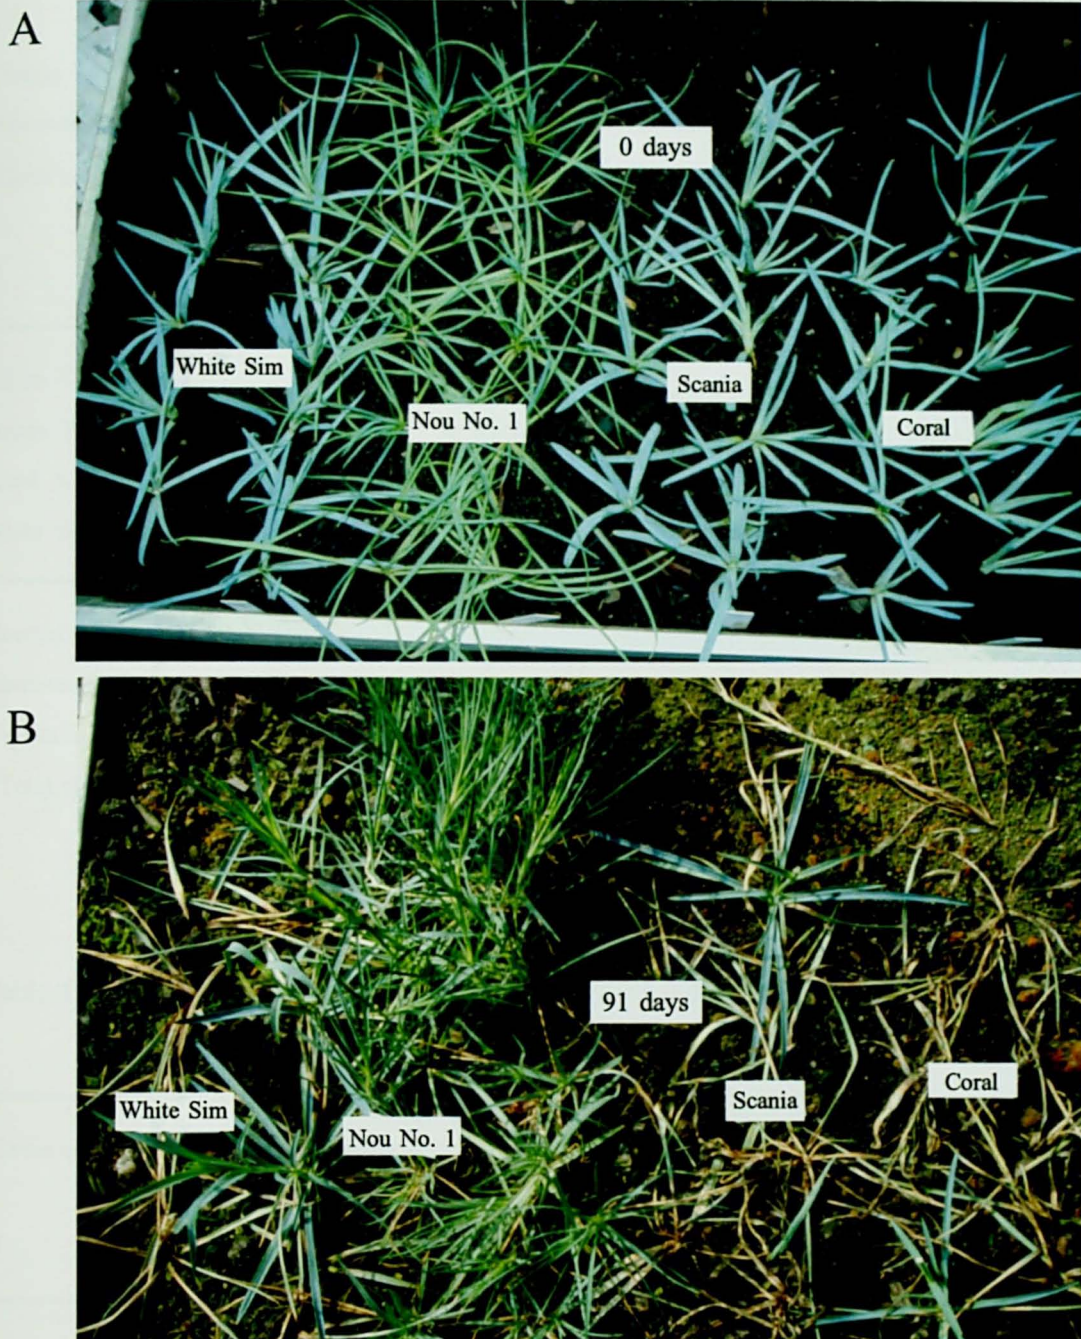 A
0 days
White Sim
Scania
Nou No. 1
Coral
B
91 days
Coral
White Sim
Scania
Nou No. 1